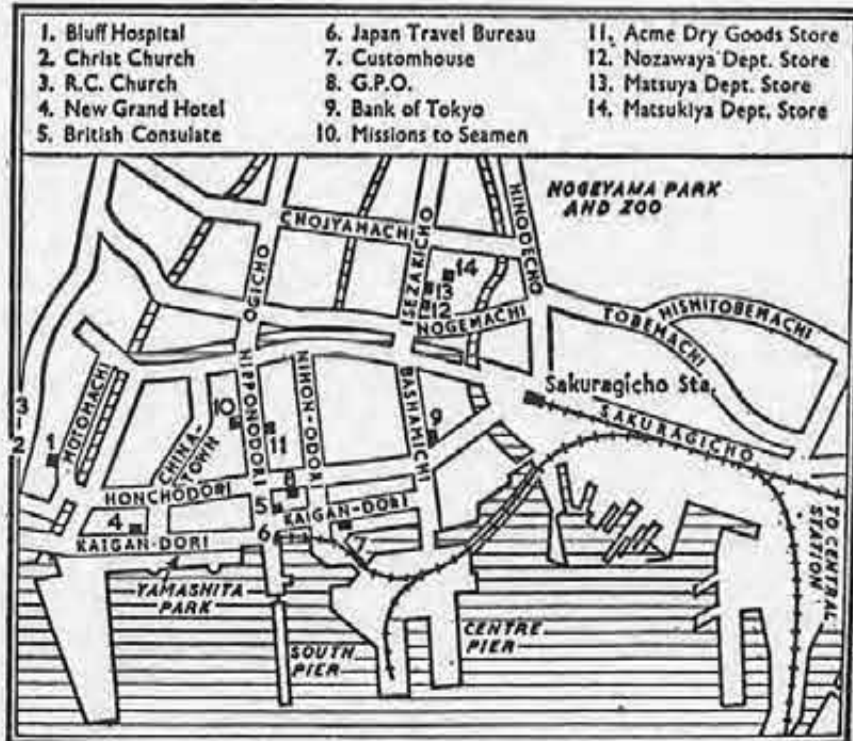 1. Bluff Hospital
2. Christ Church
3. R.C. Church
4. New Grand Hotel
5. British Consulate
6. Japan Travel Bureau
7. Customhouse
8. G.P.O.
9. Bank of Tokyo
10. Missions to Seamen
11. Acme Dry Goods Store
12. Nozawaya Dept. Store
13. Matsuya Dept. Store
14. Matsukiya Dept. Store
NOGEYAMA PARK
AND ZOO
HINODECHO
CHOJYAMACHI
ISEZAKICHO
OGICHO
14
13
12
NOGEMACHI
TOBEMACHI
HISHITOBEMACHI
MOTOMACHI
NIPPONODORI
NIHON-ODOR
BASHAMICHI
Sakuragicho Sta.
SAKURAGICHO
3
2
1
10
11
9
CHINA-
TOWN
HONCHODORI
8
5
KAIGAN-DORI
4
6
7
KAIGAN-DORI
TO CENTRAL
STATION
YAMASHITA
PARK
SOUTH
PIER
CENTRE
PIER